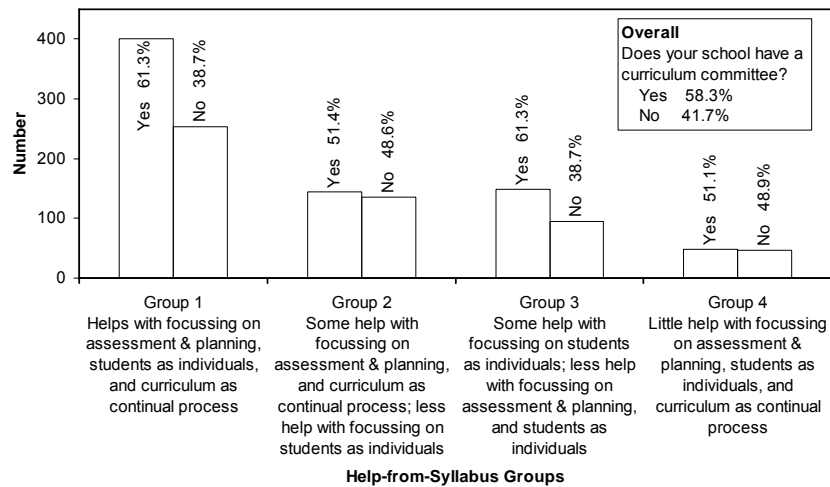 400
300
200
100
0
Number
Yes 61.3%
No 38.7%
Yes 51.4%
No 48.6%
Yes 61.3%
No 38.7%
Yes 51.1%
No 48.9%
Overall
Does your school have a
curriculum committee?
Yes 58.3%
No 41.7%
Group 1
Helps with focussing on
assessment & planning,
students as individuals,
and curriculum as
continual process
Group 2
Some help with
focussing on
assessment & planning,
and curriculum as
continual process; less
help with focussing on
students as individuals
Group 3
Some help with
focussing on students
as individuals; less help
with focussing on
assessment & planning,
and students as
individuals
Group 4
Little help with focussing
on assessment &
planning, students as
individuals, and
curriculum as continual
process
Help-from-Syllabus Groups